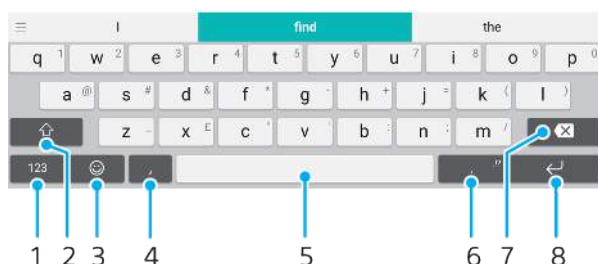 I find the
q 1 w 2 e 3 r 4 t 5 y 6 u 7 i 8 o 9 p 0
a @ s # d & f * g - h + j = k ( l )
z _ x £ c " v ' b : n ; m /
123 , . ,"
1 2 3 4 5 6 7 8